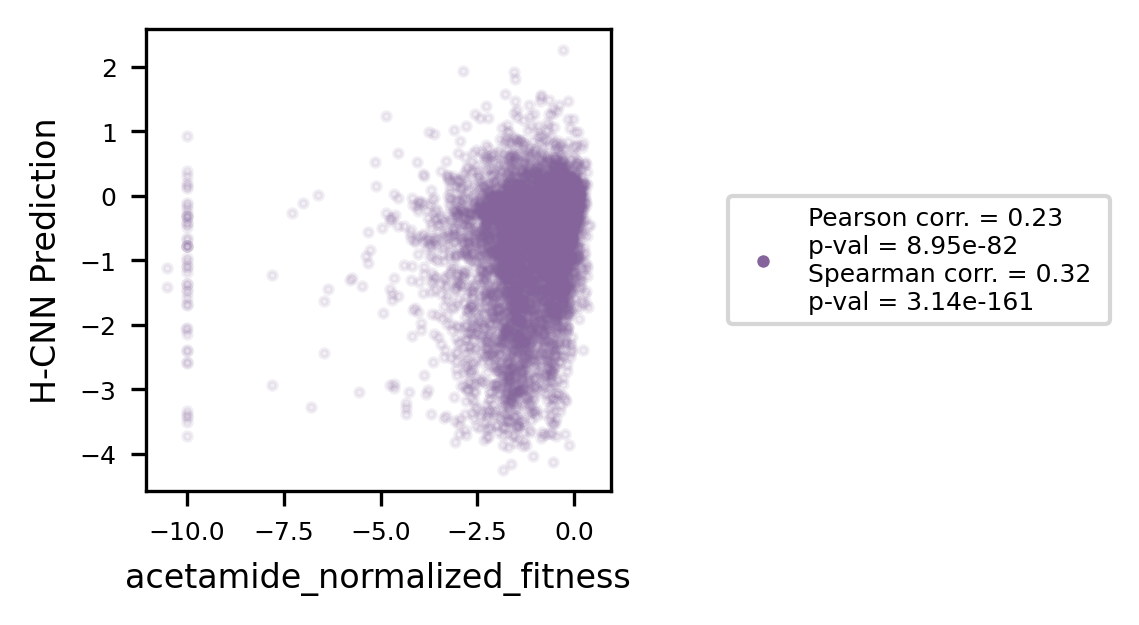 2
1
0
−1
−2
−3
−4
H-CNN Prediction
−10.0 −7.5 −5.0 −2.5 0.0
acetamide_normalized_fitness
Pearson corr. = 0.23
p-val = 8.95e-82
Spearman corr. = 0.32
p-val = 3.14e-161